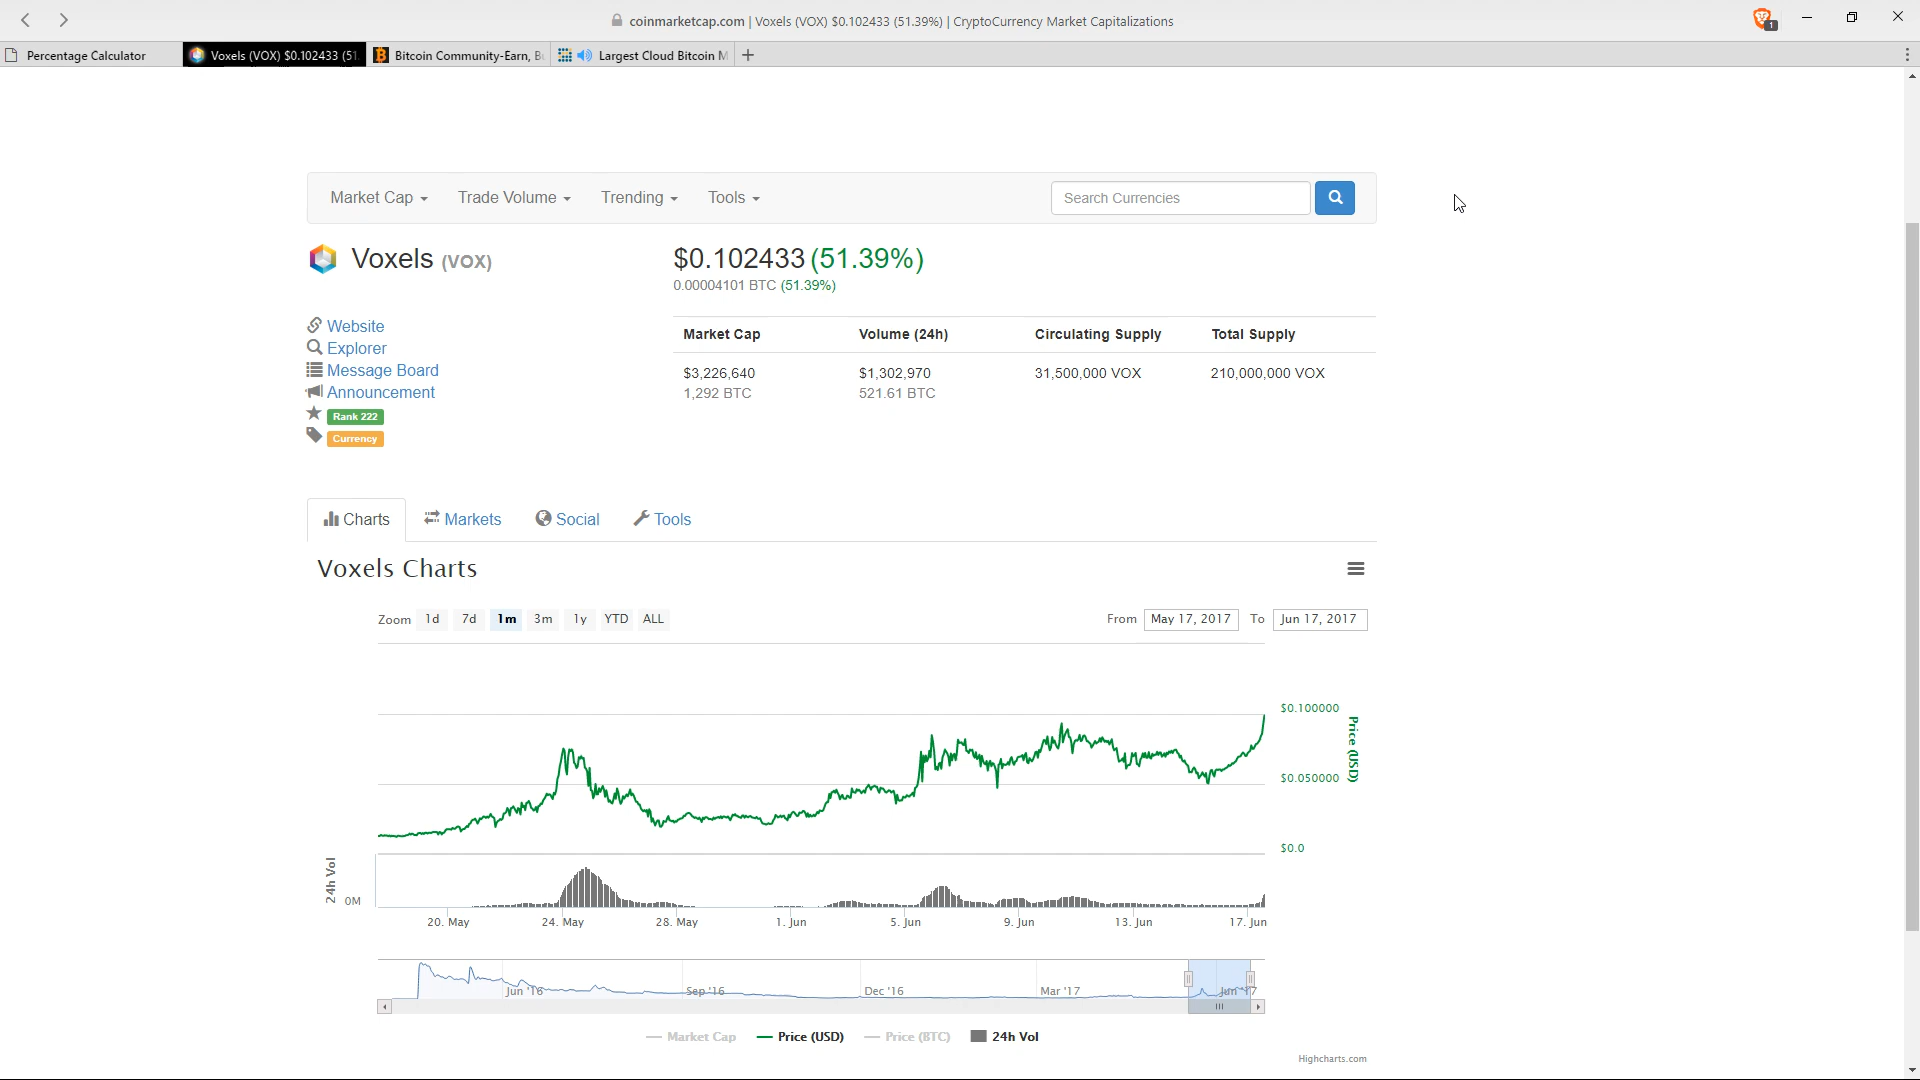 coinmarketcap.com | Voxels (VOX) $0.102433 (51.39%) | CryptoCurrency Market Capitalizations
1
Percentage Calculator
Voxels (VOX) $0.102433 (51
Bitcoin Community-Earn, B
Largest Cloud Bitcoin M
Market Cap Trade Volume Trending Tools Search Currencies
Voxels (VOX) $0.102433 (51.39%)
0.00004101 BTC (51.39%)
Website
Explorer
Message Board
Announcement
Rank 222
Currency
Market Cap Volume (24h) Circulating Supply Total Supply
$3,226,640 $1,302,970 31,500,000 VOX 210,000,000 VOX
1,292 BTC 521.61 BTC
Charts Markets Social Tools
Voxels Charts
Zoom 1d 7d 1m 3m 1y YTD ALL From May 17, 2017 To Jun 17, 2017
$0.100000
$0.050000
$0.0
Price (USD)
24h Vol
0M
20. May 24. May 28. May 1. Jun 5. Jun 9. Jun 13. Jun 17. Jun
Jun '16 Sep '16 Dec '16 Mar '17 Jun '17
Market Cap Price (USD) Price (BTC) 24h Vol
Highcharts.com